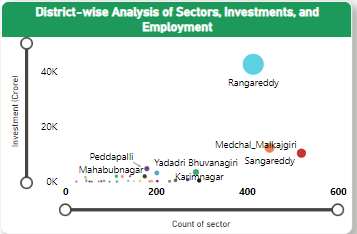 District-wise Analysis of Sectors, Investments, and
Employment
Investment (Crore)
40K
20K
0K
Rangareddy
Medchal_Malkajgiri
Sangareddy
Peddapalli
Yadadri Bhuvanagiri
Mahabubnagar
Karimnagar
0
200
400
600
Count of sector